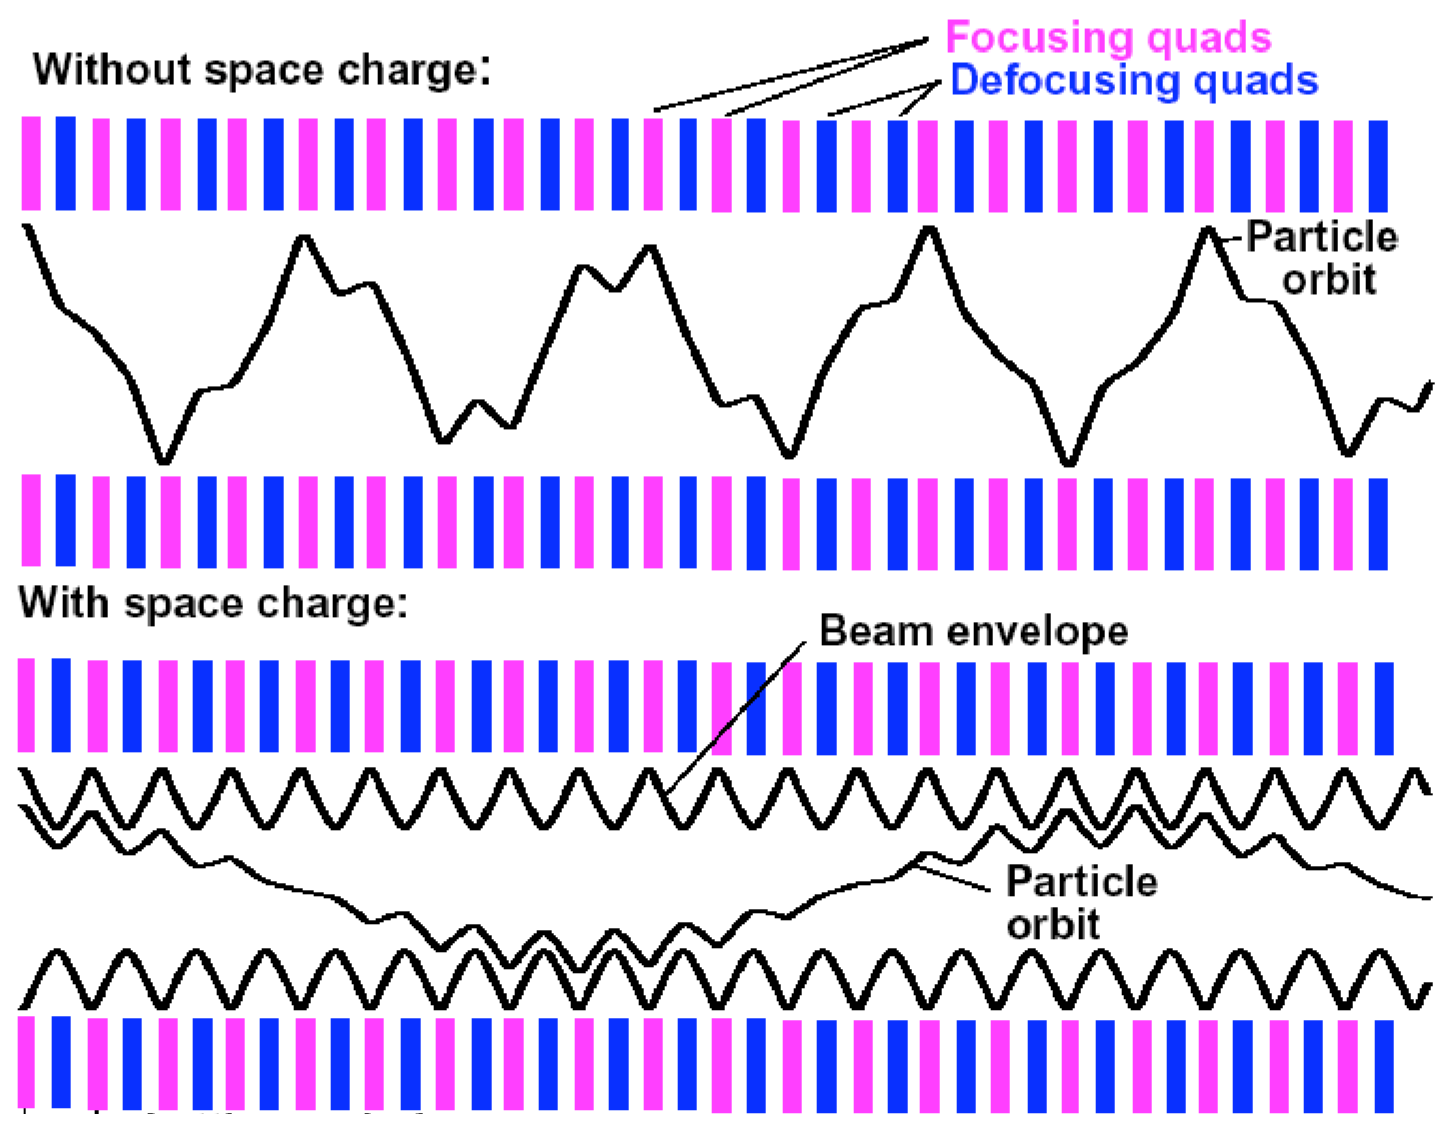 Focusing quads
Without space charge:
Defocusing quads
Particle
orbit
With space charge:
Beam envelope
Particle
orbit